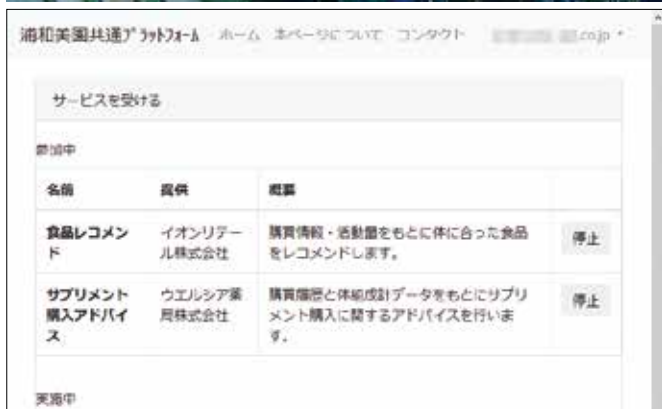 浦和美園共通プラットフォーム ホーム 本ページについて コンタクト .co.jp
サービスを受ける
参加中
名前 提供 概要
食品レコメン
ド
イオンリテー
ル株式会社
購買情報・活動量をもとに体に合った食品
をレコメンドします。
停止
サプリメント
購入アドバイ
ス
ウエルシア薬
局株式会社
購買履歴と体組成計データをもとにサプリ
メント購入に関するアドバイスを行いま
す。
停止
実施中